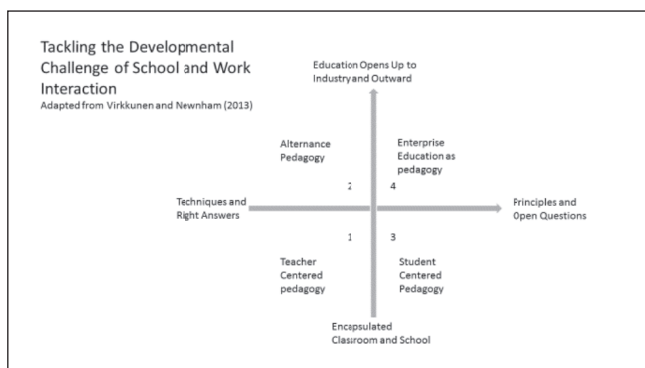 Tackling the Developmental
Challenge of School and Work
Interaction
Adapted from Virkkunen and Newnham (2013)
Education Opens Up to
Industry and Outward
Alternance
Pedagogy
Enterprise
Education as
pedagogy
2
4
Techniques and
Right Answers
Principles and
Open Questions
1
3
Teacher
Centered
pedagogy
Student
Centered
Pedagogy
Encapsulated
Classroom and School